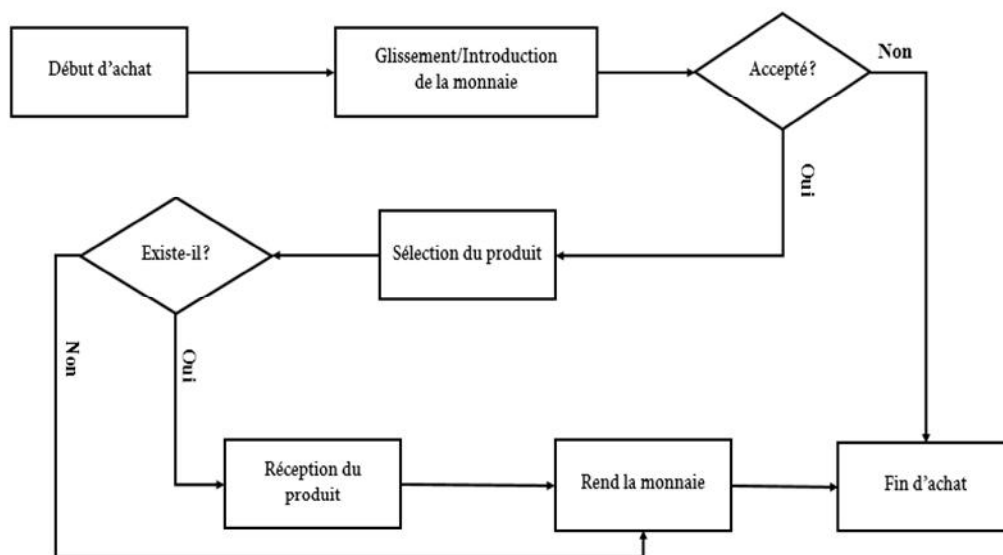 Début d'achat
Glissement/Introduction
de la monnaie
Accepté?
Non
Oui
Existe-il?
Sélection du produit
Non
Oui
Réception du
produit
Rend la monnaie
Fin d'achat